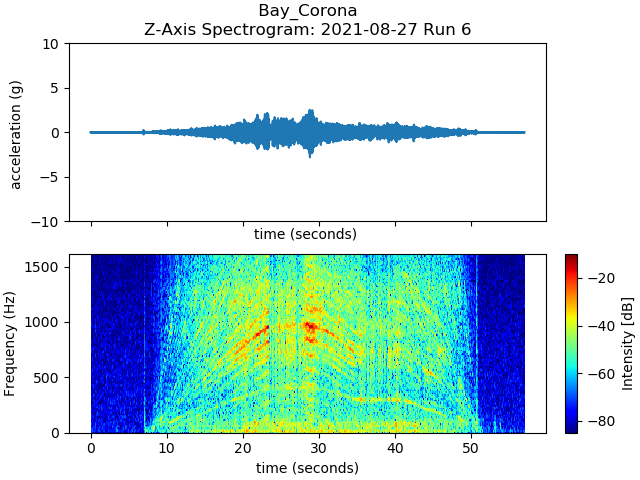 Bay_Corona
Z-Axis Spectrogram: 2021-08-27 Run 6
10
5
0
−5
−10
acceleration (g)
time (seconds)
1500
1000
500
0
Frequency (Hz)
0 10 20 30 40 50
time (seconds)
−20
−40
−60
−80
Intensity [dB]